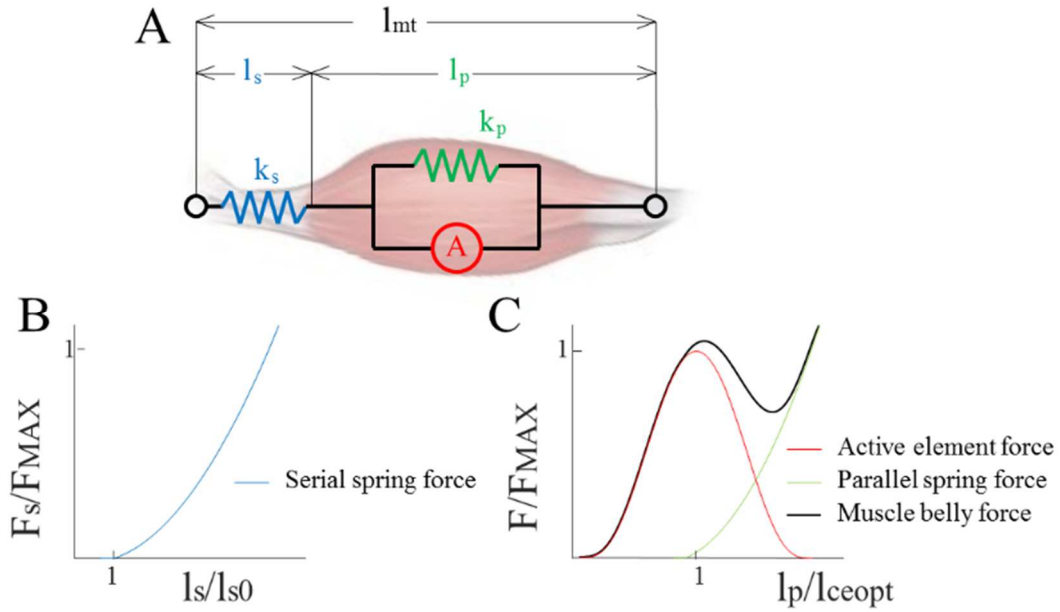 A
lmt
ls
lp
kp
ks
A
B
C
1
1
Fs/FMAX
F/FMAX
Serial spring force
Active element force
Parallel spring force
Muscle belly force
1
1
ls/ls0
lp/lceopt